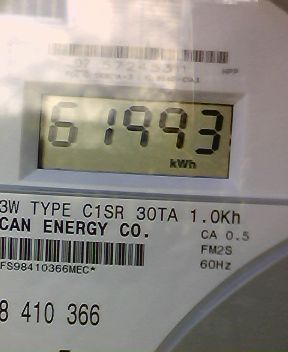 61993
kWh
3W TYPE C1SR 30TA 1.0Kh
CAN ENERGY CO.
CA 0.5
FM2S
60Hz
FS98410366MEC*
8 410 366